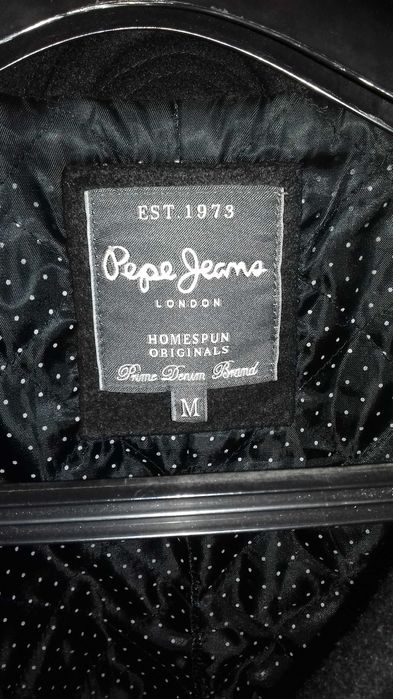 EST. 1973
Pepe Jeans
LONDON
HOMESPUN
ORIGINALS
Prime Denim Brand
M